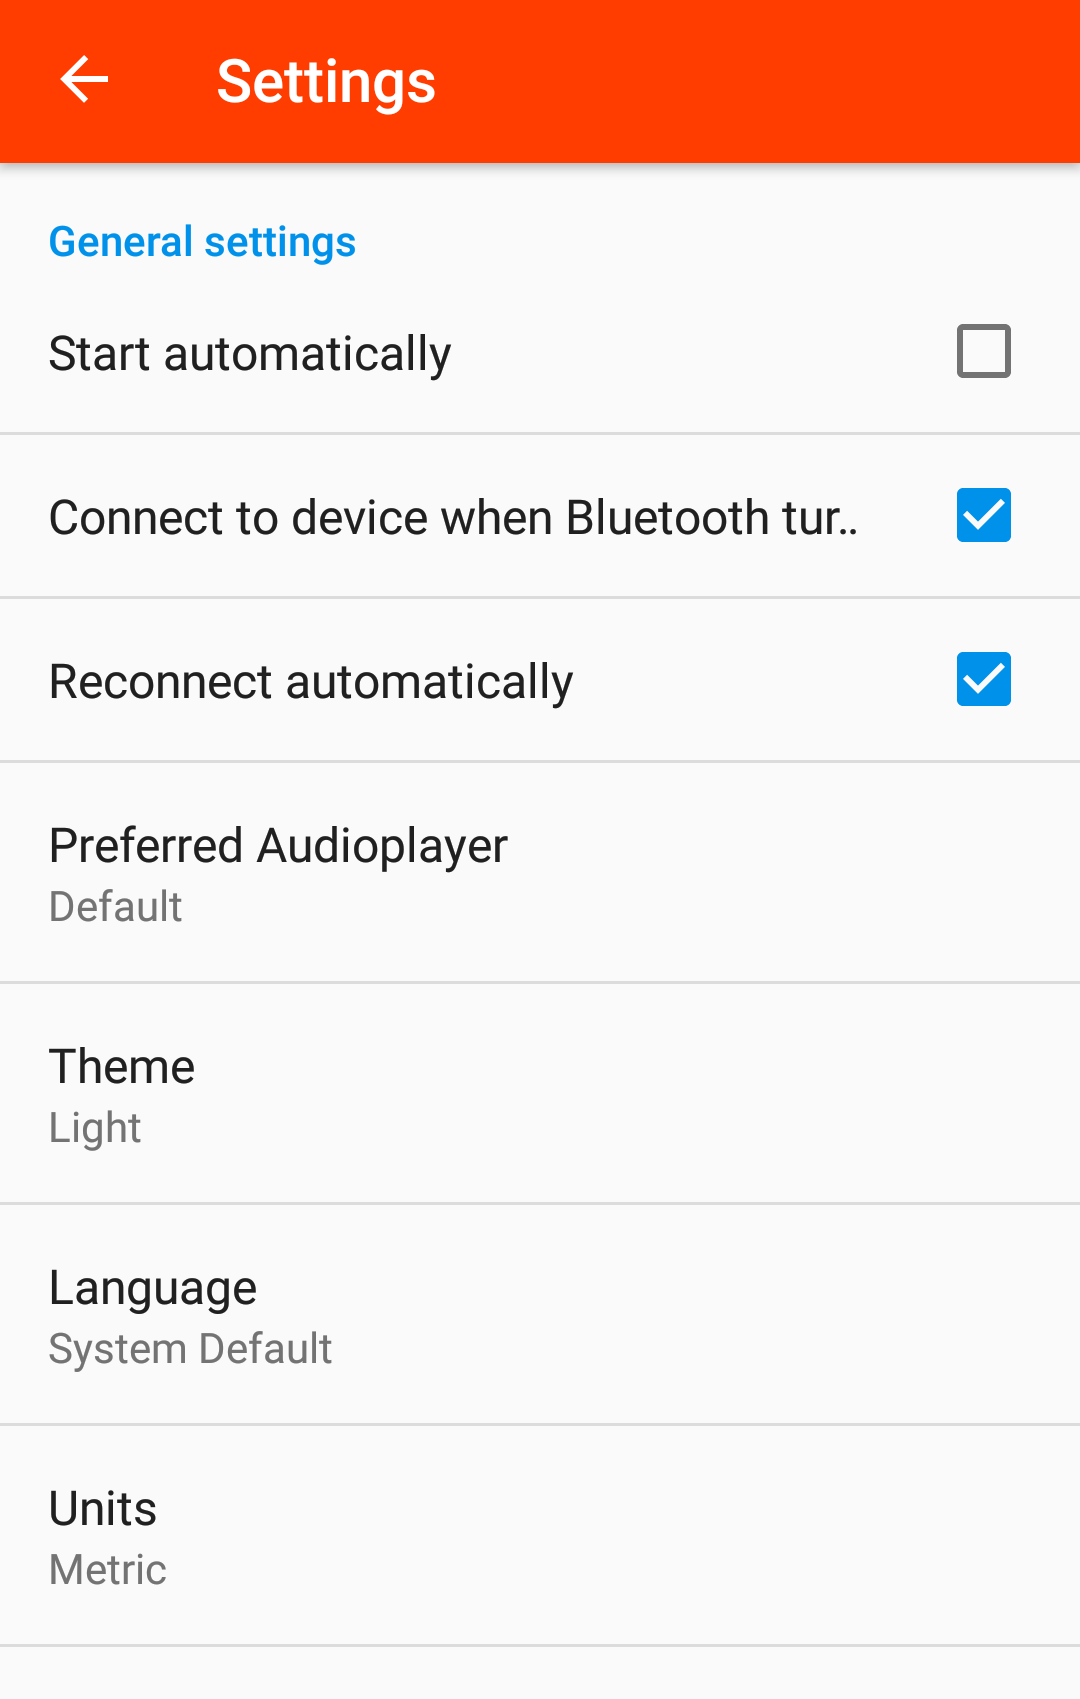 Settings
General settings
Start automatically
Connect to device when Bluetooth tur..
Reconnect automatically
Preferred Audioplayer
Default
Theme
Light
Language
System Default
Units
Metric